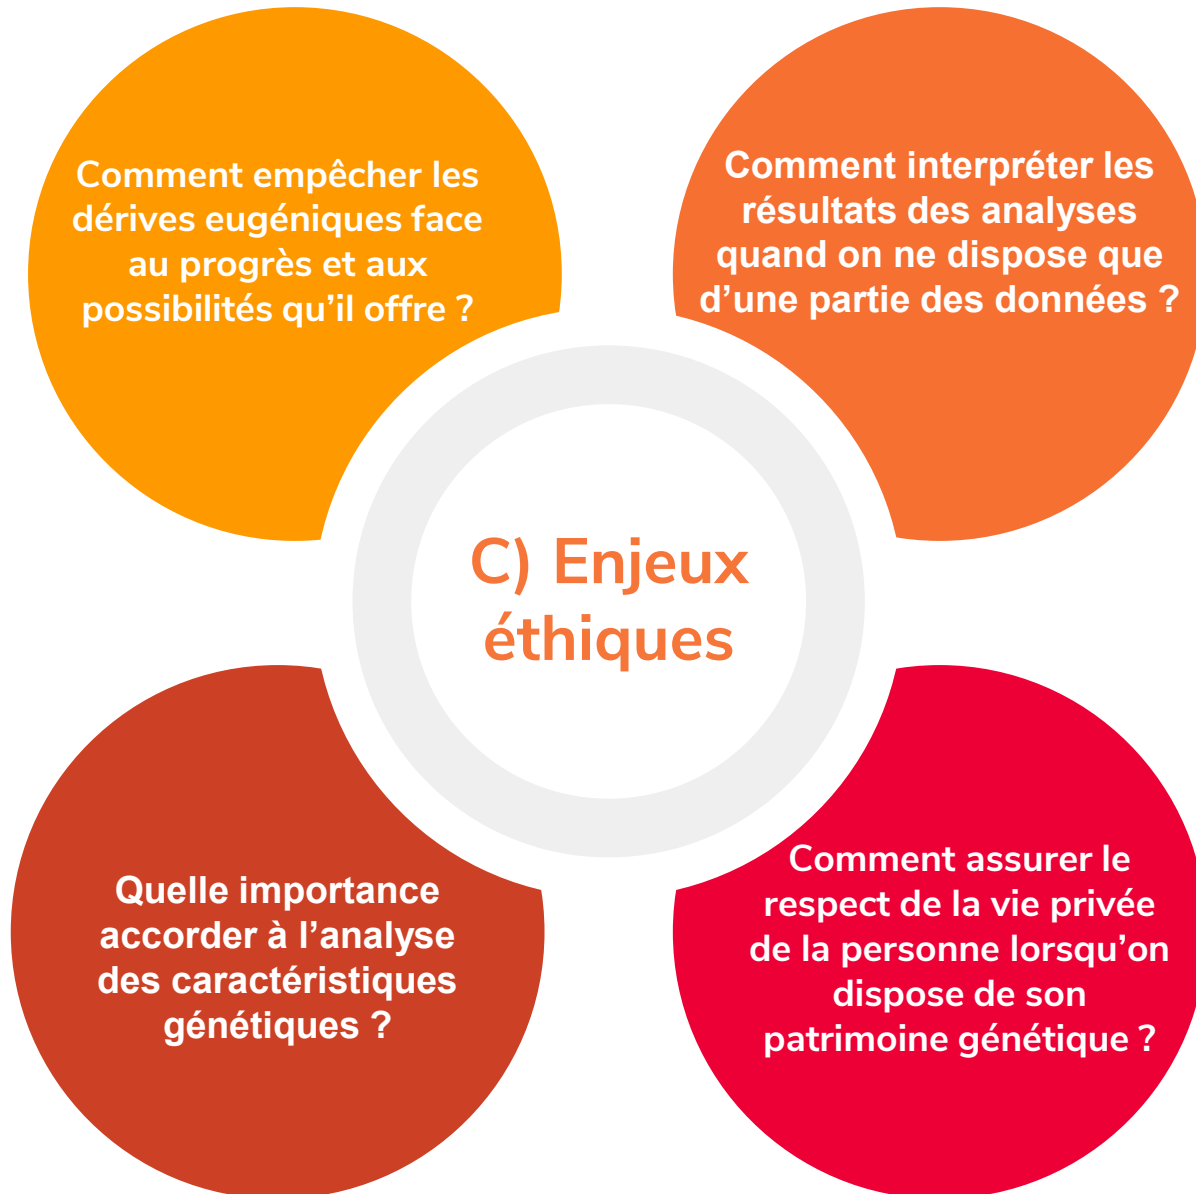 Comment empêcher les
dérives eugéniques face
au progrès et aux
possibilités qu’il offre ?
Comment interpréter les
résultats des analyses
quand on ne dispose que
d’une partie des données ?
C) Enjeux
éthiques
Quelle importance
accorder à l’analyse
des caractéristiques
génétiques ?
Comment assurer le
respect de la vie privée
de la personne lorsqu’on
dispose de son
patrimoine génétique ?